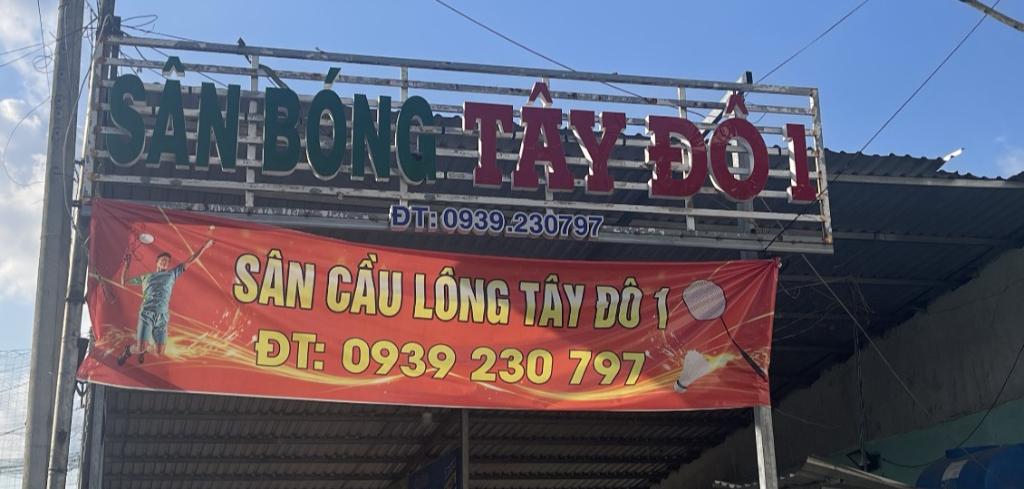 SÂN BÓNG TÂY ĐÔ 1
ĐT: 0939.230797
SÂN CẦU LÔNG TÂY ĐÔ 1
ĐT: 0939 230 797